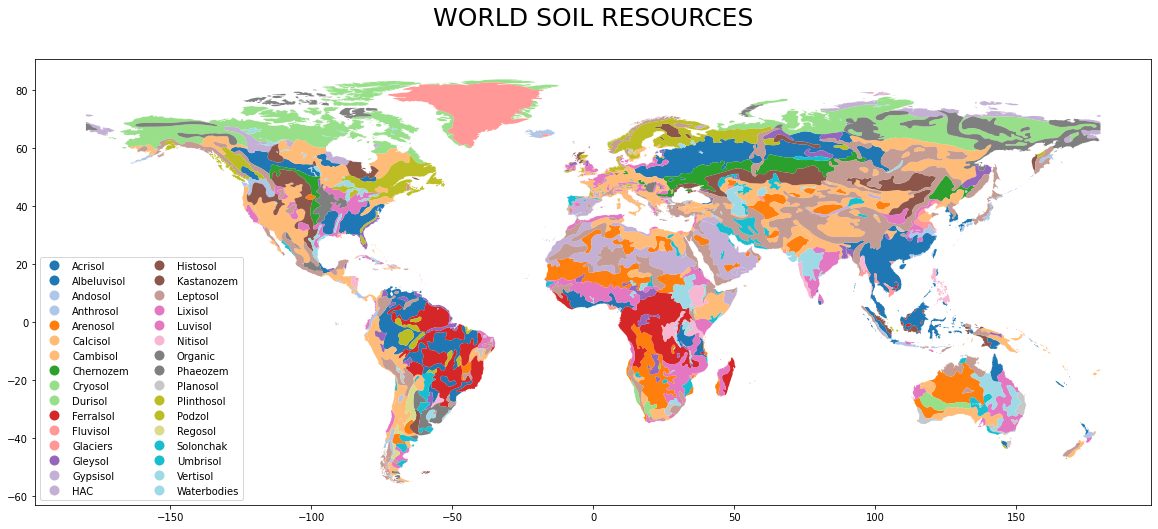 WORLD SOIL RESOURCES
80
60
40
20
0
−20
−40
−60
Acrisol
Albeluvisol
Andosol
Anthrosol
Arenosol
Calcisol
Cambisol
Chernozem
Cryosol
Durisol
Ferralsol
Fluvisol
Glaciers
Gleysol
Gypsisol
HAC
Histosol
Kastanozem
Leptosol
Lixisol
Luvisol
Nitisol
Organic
Phaeozem
Planosol
Plinthosol
Podzol
Regosol
Solonchak
Umbrisol
Vertisol
Waterbodies
−150
−100
−50
0
50
100
150